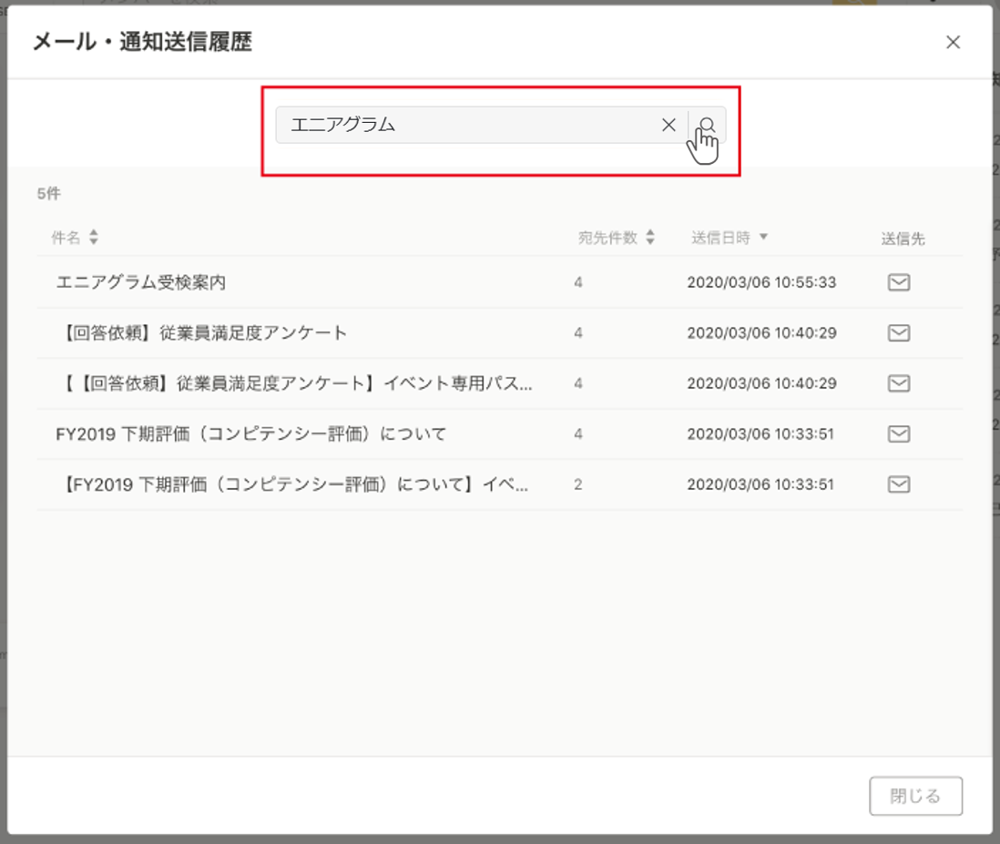 メール・通知送信履歴
エニアグラム
5件
件名 宛先件数 送信日時 送信先
エニアグラム受検案内 4 2020/03/06 10:55:33
【回答依頼】従業員満足度アンケート 4 2020/03/06 10:40:29
【【回答依頼】従業員満足度アンケート】イベント専用パス... 4 2020/03/06 10:40:29
FY2019 下期評価（コンピテンシー評価）について 4 2020/03/06 10:33:51
【FY2019 下期評価（コンピテンシー評価）について】イベ... 2 2020/03/06 10:33:51
閉じる